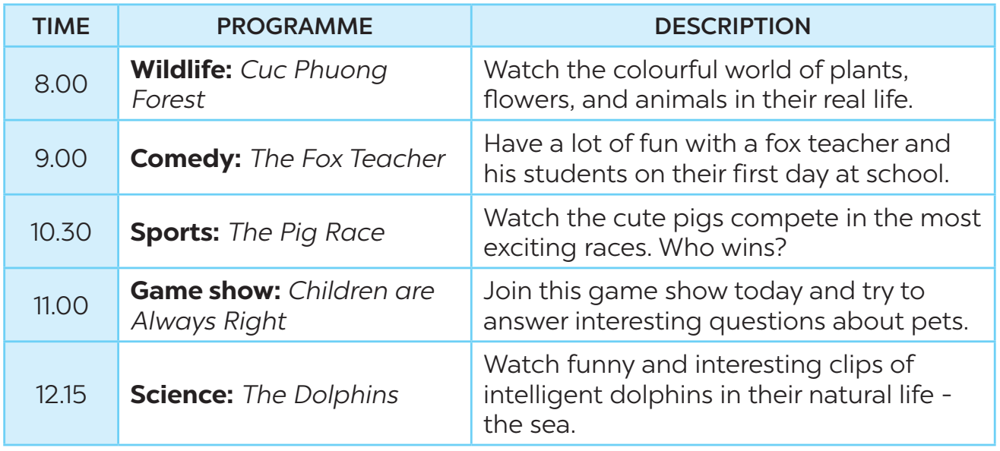 TIME PROGRAMME DESCRIPTION
8.00
Wildlife: Cuc Phuong
Forest
Watch the colourful world of plants,
flowers, and animals in their real life.
9.00
Comedy: The Fox Teacher
Have a lot of fun with a fox teacher and
his students on their first day at school.
10.30
Sports: The Pig Race
Watch the cute pigs compete in the most
exciting races. Who wins?
11.00
Game show: Children are
Always Right
Join this game show today and try to
answer interesting questions about pets.
12.15
Science: The Dolphins
Watch funny and interesting clips of
intelligent dolphins in their natural life -
the sea.